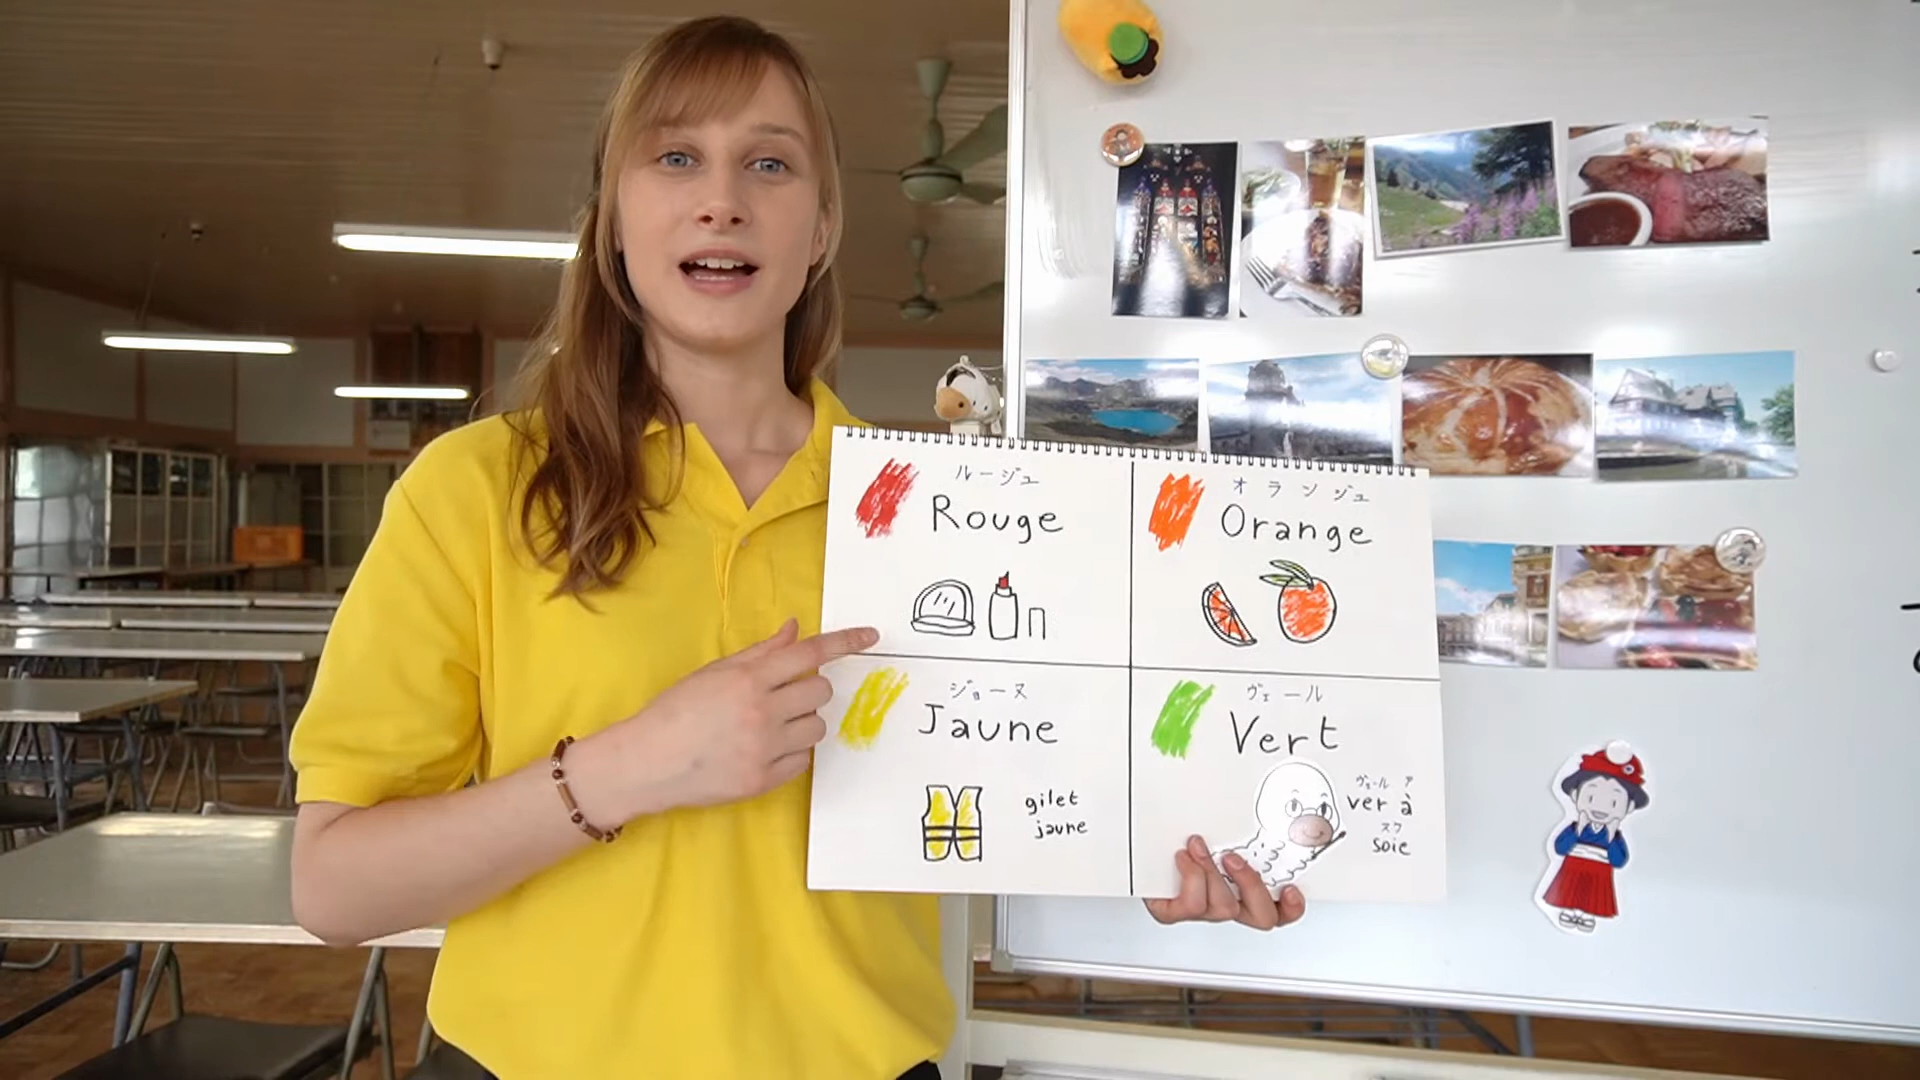 ルージュ
Rouge
オランジュ
Orange
ジョーヌ
Jaune
gilet
jaune
ヴェール
Vert
ヴェール ア
ver à
スワ
soie